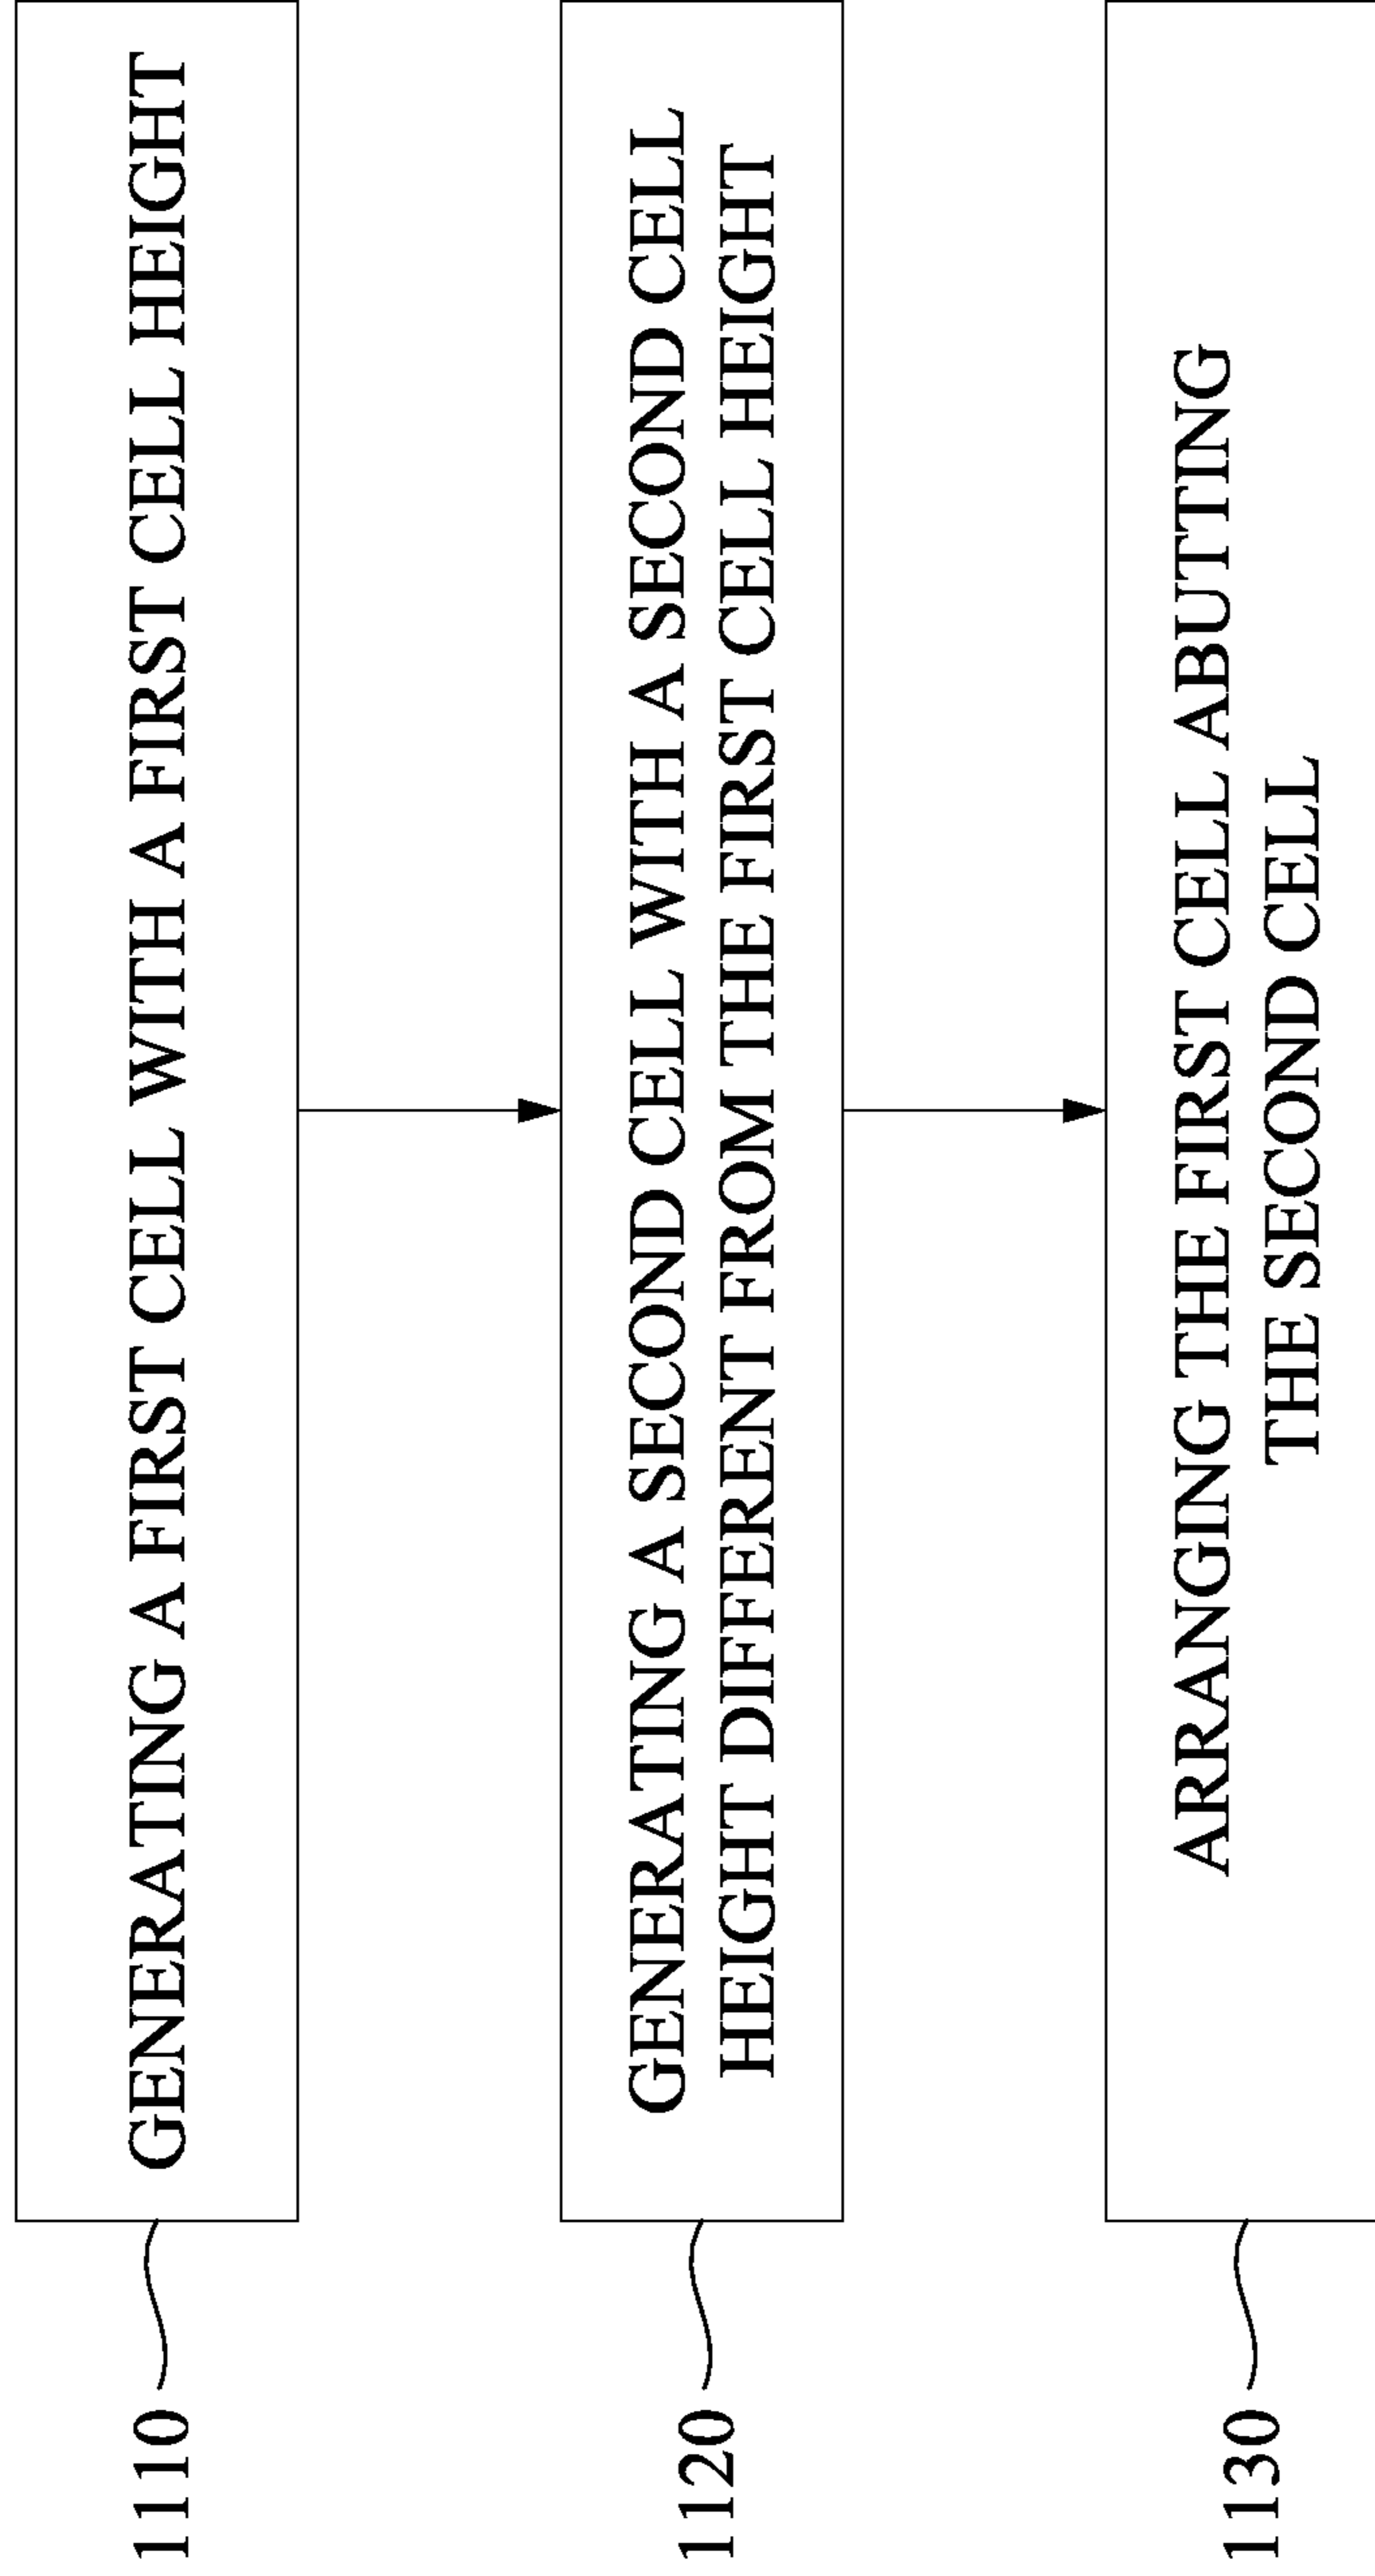 1110
GENERATING A FIRST CELL WITH A FIRST CELL HEIGHT
1120
GENERATING A SECOND CELL WITH A SECOND CELL
HEIGHT DIFFERENT FROM THE FIRST CELL HEIGHT
1130
ARRANGING THE FIRST CELL ABUTTING
THE SECOND CELL